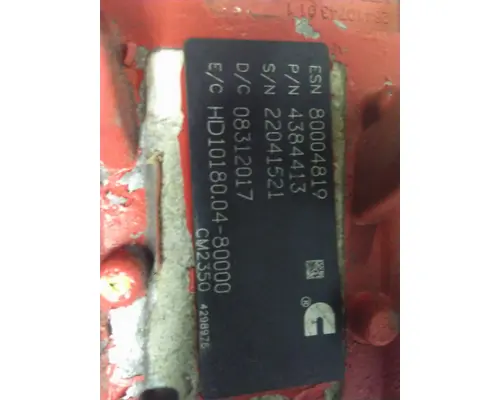 ESN 80004819
P/N 4384413
S/N 22041521
D/C 08312017
E/C HD10180.04-80000
CM2350
4298976